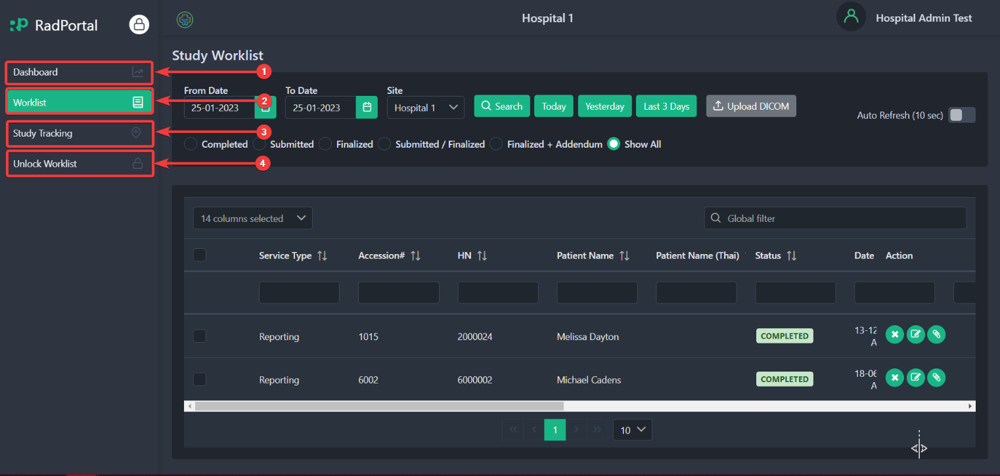 RadPortal
Hospital 1
Hospital Admin Test
Study Worklist
Dashboard
1
Worklist
2
Study Tracking
3
Unlock Worklist
4
From Date
To Date
Site
25-01-2023
25-01-2023
Hospital 1
Search
Today
Yesterday
Last 3 Days
Upload DICOM
Auto Refresh (10 sec)
Completed
Submitted
Finalized
Submitted / Finalized
Finalized + Addendum
Show All
14 columns selected
Global filter
Service Type
Accession#
HN
Patient Name
Patient Name (Thai)
Status
Date
Action
Reporting
1015
2000024
Melissa Dayton
COMPLETED
13-12
A
Reporting
6002
6000002
Michael Cadens
COMPLETED
18-06
A
1
10